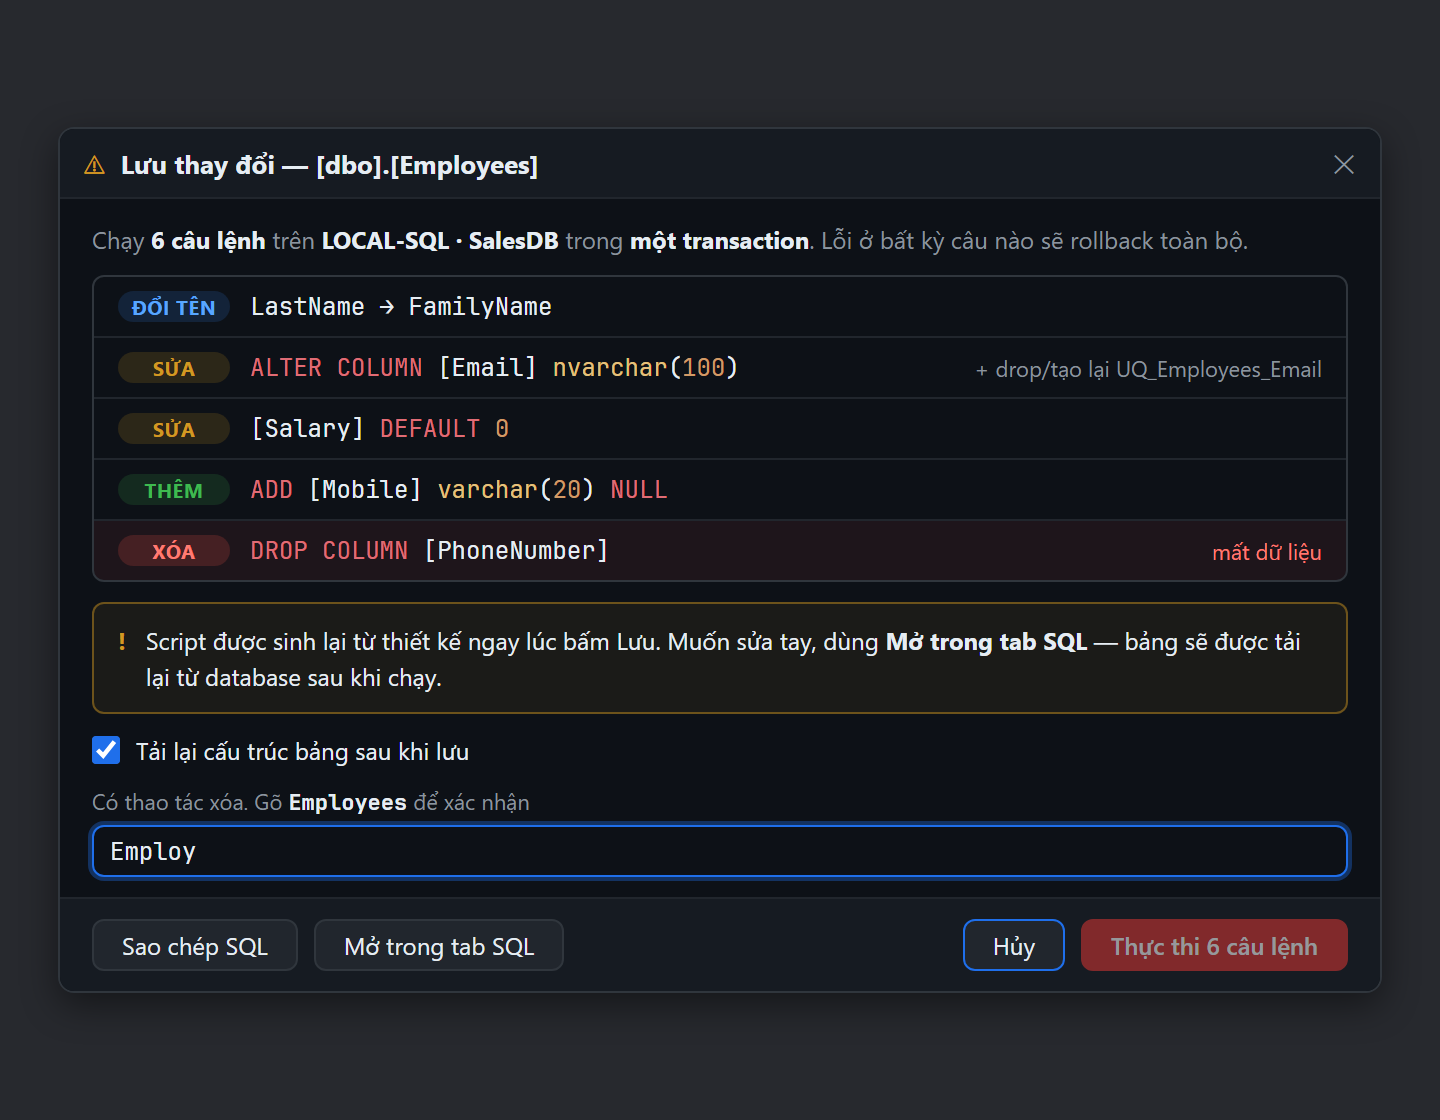 Lưu thay đổi — [dbo].[Employees]
Chạy 6 câu lệnh trên LOCAL-SQL · SalesDB trong một transaction. Lỗi ở bất kỳ câu nào sẽ rollback toàn bộ.
ĐỔI TÊN LastName → FamilyName
SỬA ALTER COLUMN [Email] nvarchar(100) + drop/tạo lại UQ_Employees_Email
SỬA [Salary] DEFAULT 0
THÊM ADD [Mobile] varchar(20) NULL
XÓA DROP COLUMN [PhoneNumber] mất dữ liệu
! Script được sinh lại từ thiết kế ngay lúc bấm Lưu. Muốn sửa tay, dùng Mở trong tab SQL — bảng sẽ được tải
lại từ database sau khi chạy.
Tải lại cấu trúc bảng sau khi lưu
Có thao tác xóa. Gõ Employees để xác nhận
Employ
Sao chép SQL Mở trong tab SQL Hủy Thực thi 6 câu lệnh